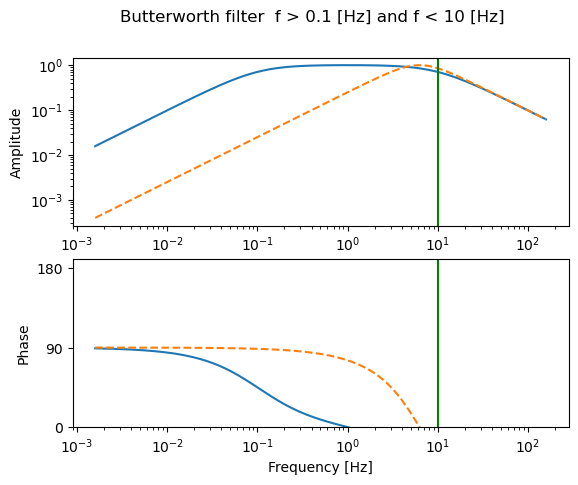 Butterworth filter  f > 0.1 [Hz] and f < 10 [Hz]
Amplitude
10⁰
10⁻¹
10⁻²
10⁻³
10⁻³ 10⁻² 10⁻¹ 10⁰ 10¹ 10²
Phase
180
90
0
10⁻³ 10⁻² 10⁻¹ 10⁰ 10¹ 10²
Frequency [Hz]